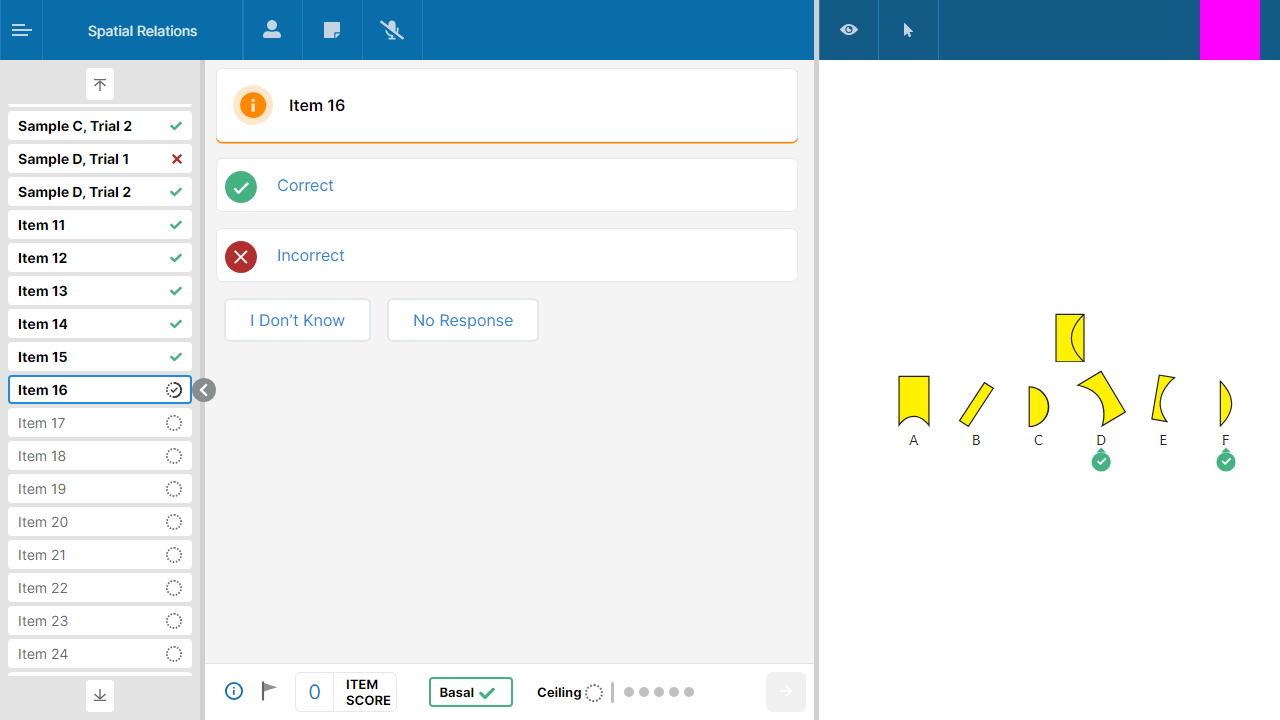 Spatial Relations
Sample C, Trial 2
Sample D, Trial 1
Sample D, Trial 2
Item 11
Item 12
Item 13
Item 14
Item 15
Item 16
Item 17
Item 18
Item 19
Item 20
Item 21
Item 22
Item 23
Item 24
Item 16
Correct
Incorrect
I Don’t Know
No Response
0
ITEM
SCORE
Basal
Ceiling
A B C D E F